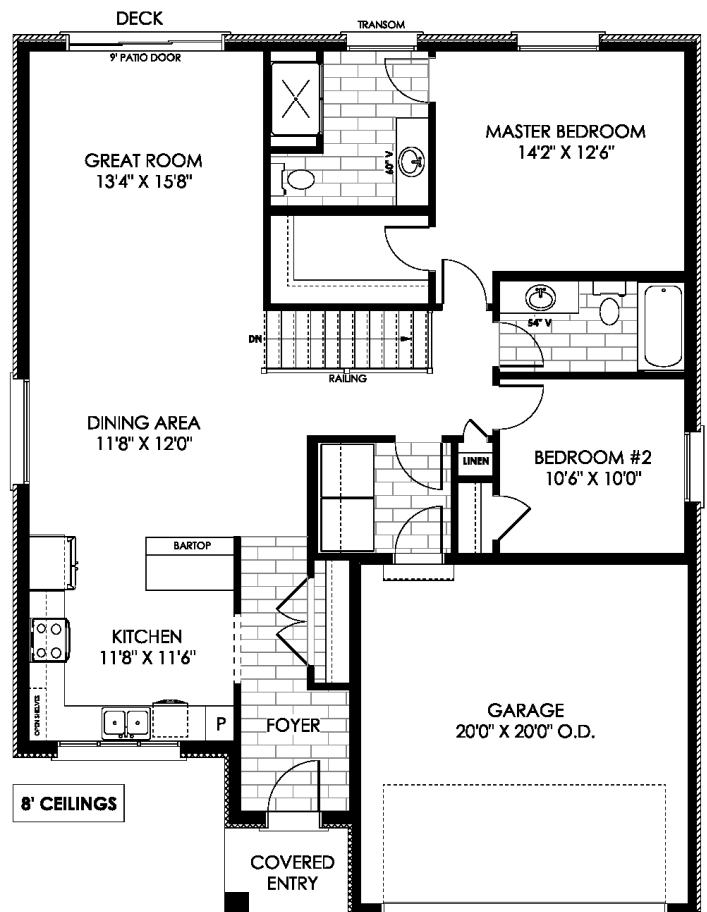 DECK
TRANSOM
9' PATIO DOOR
GREAT ROOM
13'4" X 15'8"
MASTER BEDROOM
14'2" X 12'6"
60" V
54" V
DN
RAILING
DINING AREA
11'8" X 12'0"
LINEN
BEDROOM #2
10'6" X 10'0"
BARTOP
KITCHEN
11'8" X 11'6"
OPEN SHELVES
P
FOYER
GARAGE
20'0" X 20'0" O.D.
8' CEILINGS
COVERED
ENTRY